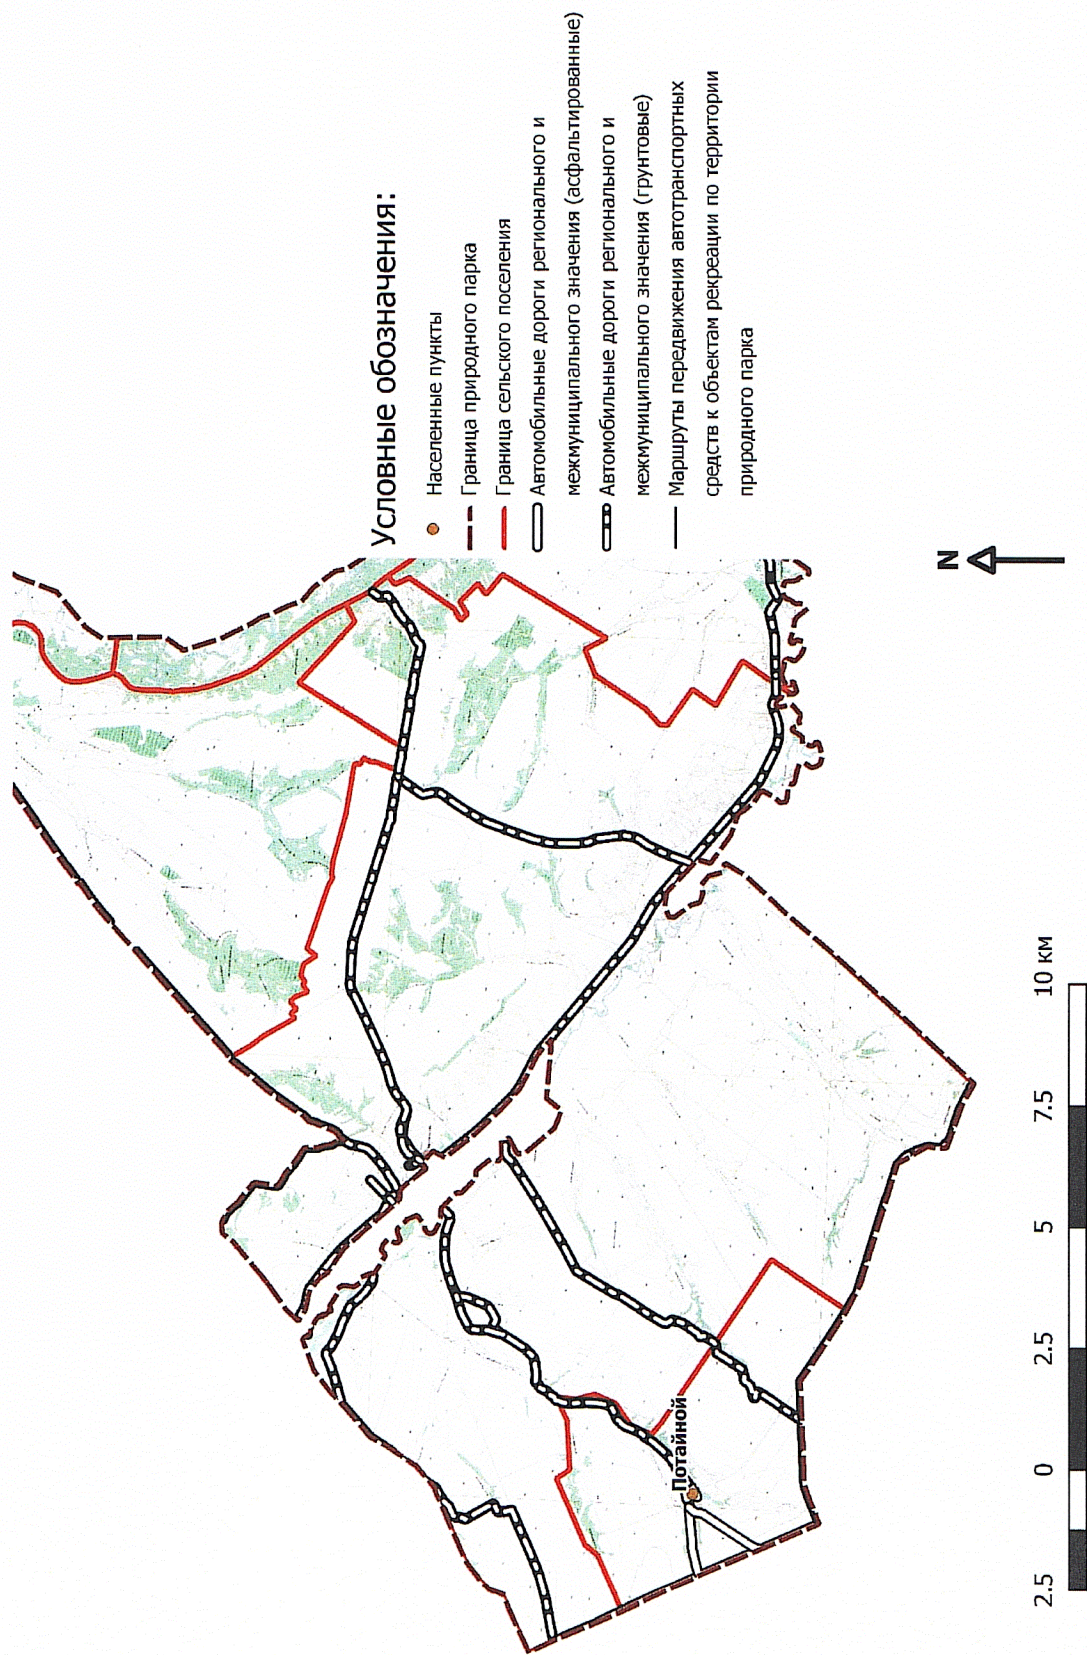 Условные обозначения:
Населенные пункты
Граница природного парка
Граница сельского поселения
Автомобильные дороги регионального и
межмуниципального значения (асфальтированные)
Автомобильные дороги регионального и
межмуниципального значения (грунтовые)
Маршруты передвижения автотранспортных
средств к объектам рекреации по территории
природного парка
Потайной
N
2.5 0 2.5 5 7.5 10 км